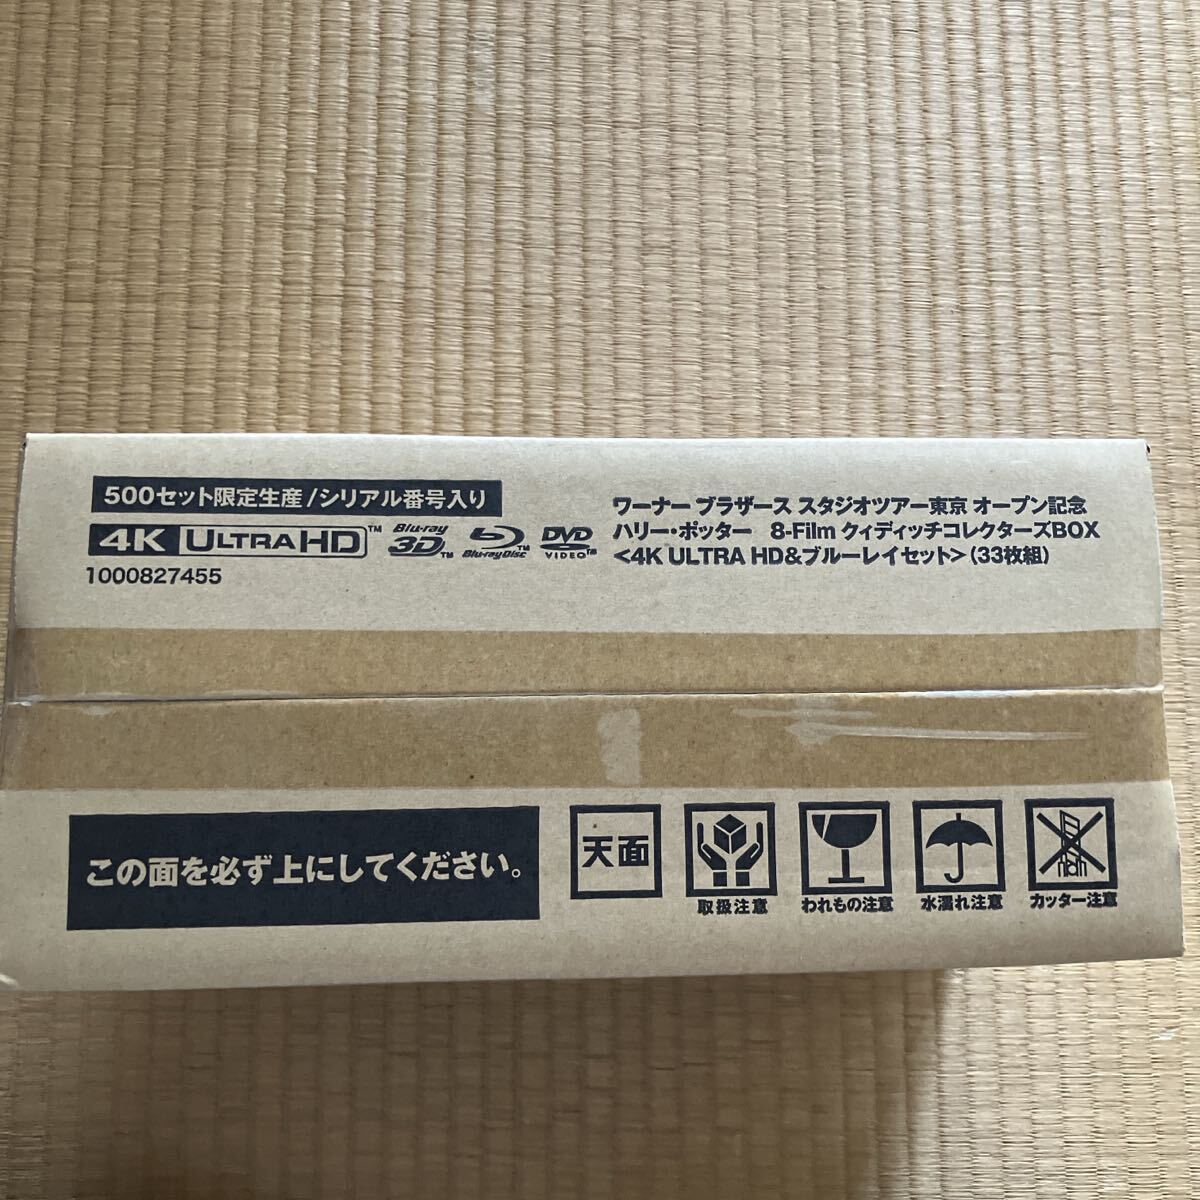 500セット限定生産/シリアル番号入り
4K ULTRA HD™ Blu-ray 3D™ Blu-ray Disc™ DVD VIDEO™
1000827455
ワーナー ブラザース スタジオツアー東京 オープン記念
ハリー・ポッター 8-Film クィディッチコレクターズBOX
<4K ULTRA HD&ブルーレイセット>(33枚組)
この面を必ず上にしてください。
天面
取扱注意
われもの注意
水濡れ注意
カッター注意